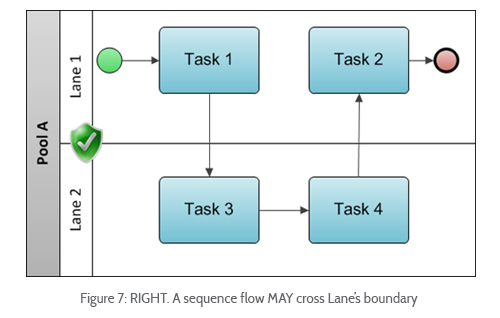 Pool A
Lane 1
Task 1
Task 2
Lane 2
Task 3
Task 4
Figure 7: RIGHT. A sequence flow MAY cross Lane's boundary